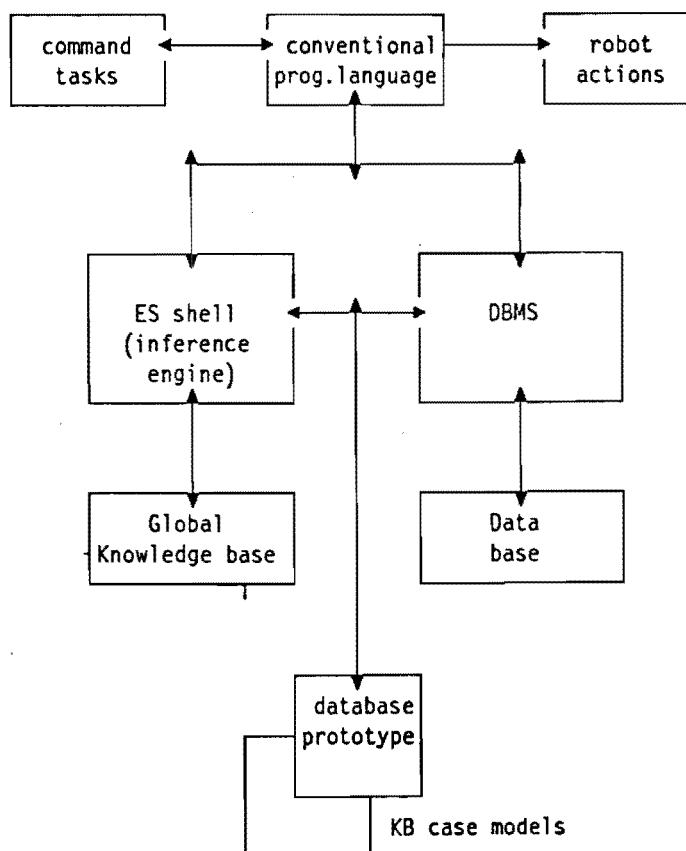 command
tasks
conventional
prog.language
robot
actions
ES shell
(inference
engine)
DBMS
Global
Knowledge base
Data
base
database
prototype
KB case models